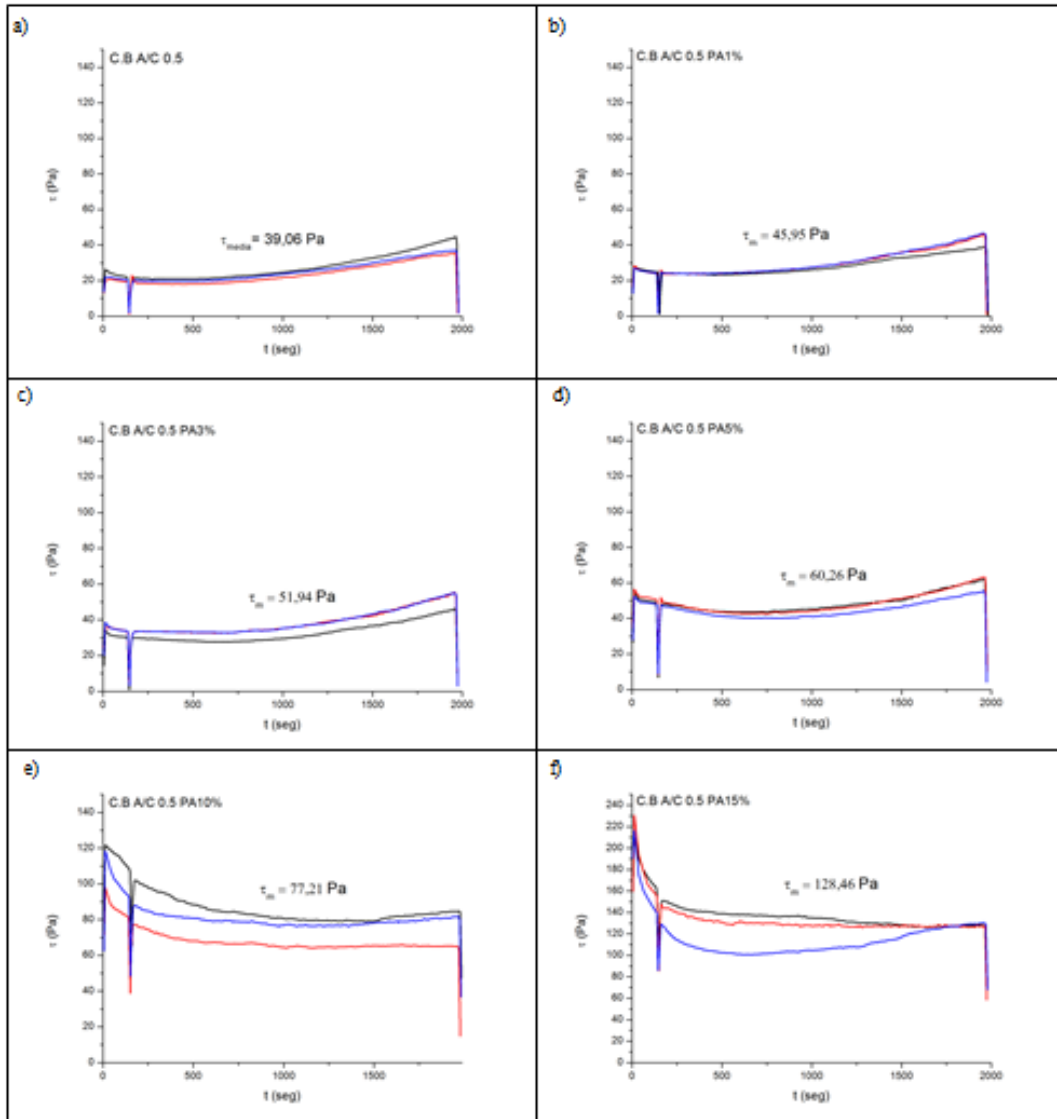 a)
C.B A/C 0.5
140
120
100
80
60
40
20
0
τ (Pa)
τmedia= 39,06 Pa
0 500 1000 1500 2000
t (seg)
b)
C.B A/C 0.5 PA1%
140
120
100
80
60
40
20
0
τ (Pa)
τm = 45,95 Pa
0 500 1000 1500 2000
t (seg)
c)
C.B A/C 0.5 PA3%
140
120
100
80
60
40
20
0
τ (Pa)
τm = 51,94 Pa
0 500 1000 1500 2000
t (seg)
d)
C.B A/C 0.5 PA5%
140
120
100
80
60
40
20
0
τ (Pa)
τm = 60,26 Pa
0 500 1000 1500 2000
t (seg)
e)
C.B A/C 0.5 PA10%
140
120
100
80
60
40
20
0
τ (Pa)
τm = 77,21 Pa
0 500 1000 1500
t (seg)
f)
C.B A/C 0.5 PA15%
240
220
200
180
160
140
120
100
80
60
40
20
0
τ (Pa)
τm = 128,46 Pa
0 500 1000 1500 2000
t (seg)